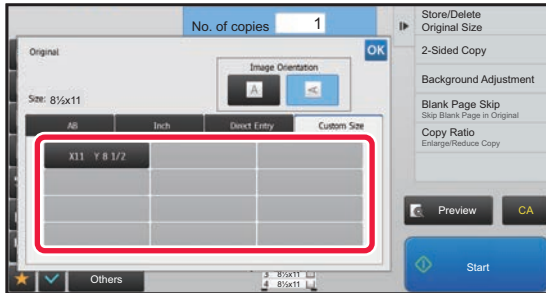 No. of copies 1
Store/Delete
Original Size
2-Sided Copy
Background Adjustment
Blank Page Skip
Skip Blank Page in Original
Copy Ratio
Enlarge/Reduce Copy
Original
OK
Image Orientation
A A
Size: 8½x11
AB Inch Direct Entry Custom Size
X11 Y 8 1/2
Preview CA
Start
Others
3 8½x11
4 8½x11